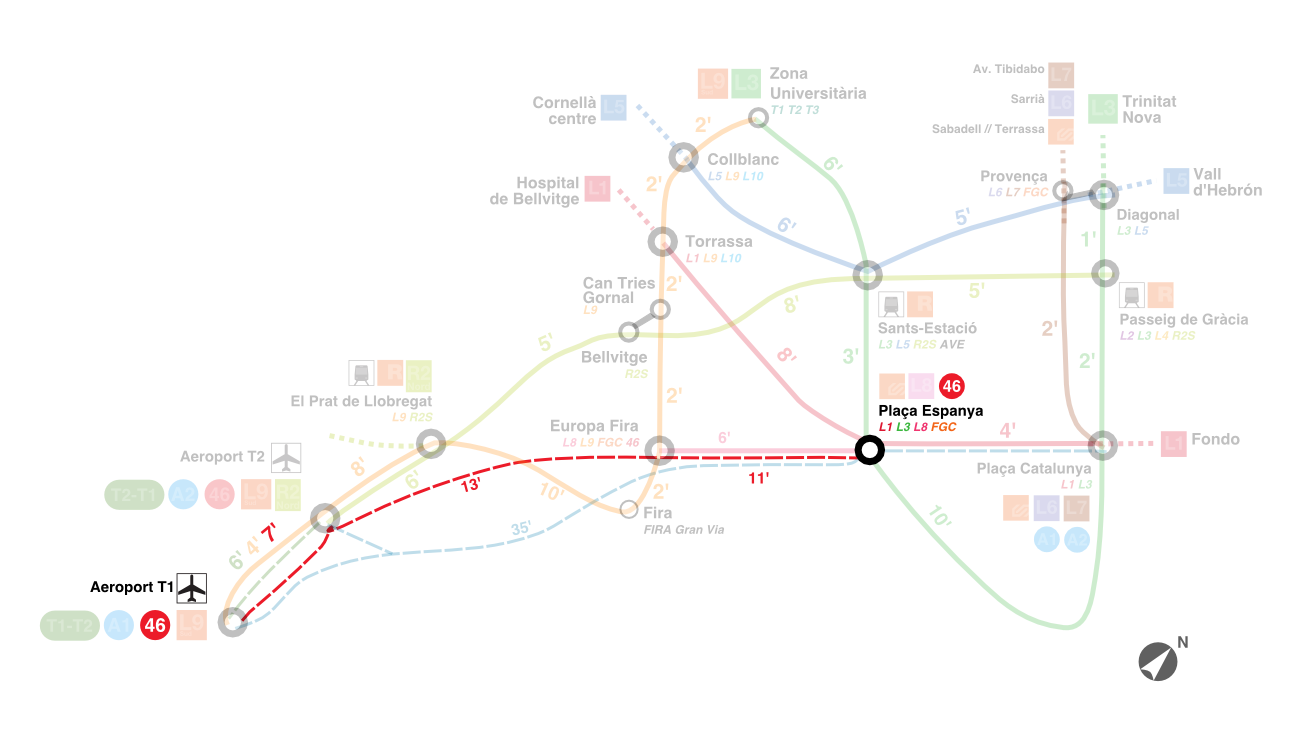 Av. Tibidabo L7
Sarrià L6
Sabadell // Terrassa
L3 Trinitat
Nova
L9 L3 Zona
Universitària
T1 T2 T3
Cornellà
centre L5
2'
Collblanc
L5 L9 L10
6'
Hospital
de Bellvitge L1
2'
Provença
L6 L7 FGC
L5 Vall
d'Hebrón
Diagonal
L3 L5
5'
6'
1'
Torrassa
L1 L9 L10
Can Tries
Gornal
L9
2'
8'
5'
R
Sants-Estació
L3 L5 R2S AVE
R
Passeig de Gràcia
L2 L3 L4 R2S
5'
Bellvitge
R2S
8'
3'
2'
2'
R R2
El Prat de Llobregat
L9 R2S
2'
L8 46
Plaça Espanya
L1 L3 L8 FGC
Europa Fira
L8 L9 FGC 46
6'
4'
L1 Fondo
Aeroport T2
T2-T1 A2 46 L9 R2
8'
6'
13'
10'
2'
11'
Plaça Catalunya
L1 L3
L6 L7
A1 A2
Fira
FIRA Gran Via
35'
10'
6' 4' 7'
Aeroport T1
T1-T2 A1 46 L9
N